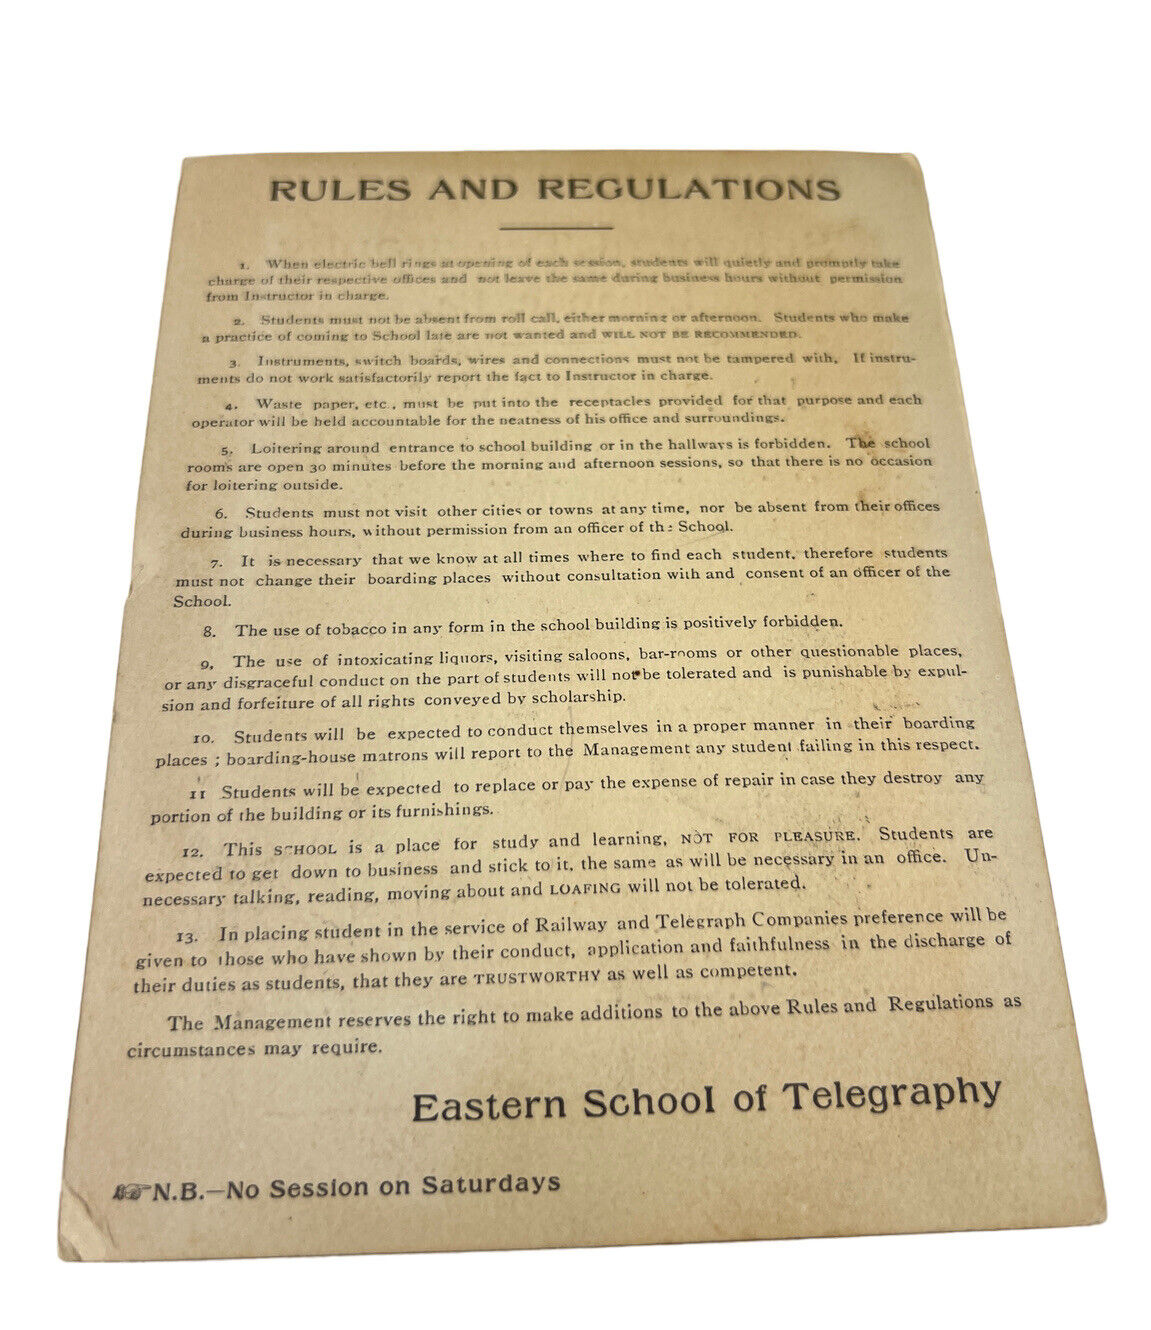 RULES AND REGULATIONS
1. When electric bell rings at opening of each session, students will quietly and promptly take
charge of their respective offices and not leave the same during business hours without permission
from Instructor in charge.
2. Students must not be absent from roll call, either morning or afternoon. Students who make
a practice of coming to School late are not wanted and WILL NOT BE RECOMMENDED.
3. Instruments, switch boards, wires and connections must not be tampered with. If instru-
ments do not work satisfactorily report the fact to Instructor in charge.
4. Waste paper, etc., must be put into the receptacles provided for that purpose and each
operator will be held accountable for the neatness of his office and surroundings.
5. Loitering around entrance to school building or in the hallways is forbidden. The school
rooms are open 30 minutes before the morning and afternoon sessions, so that there is no occasion
for loitering outside.
6. Students must not visit other cities or towns at any time, nor be absent from their offices
during business hours, without permission from an officer of the School.
7. It is necessary that we know at all times where to find each student, therefore students
must not change their boarding places without consultation with and consent of an officer of the
School.
8. The use of tobacco in any form in the school building is positively forbidden.
9, The use of intoxicating liquors, visiting saloons, bar-rooms or other questionable places,
or any disgraceful conduct on the part of students will not be tolerated and is punishable by expul-
sion and forfeiture of all rights conveyed by scholarship.
10. Students will be expected to conduct themselves in a proper manner in their boarding
places ; boarding-house matrons will report to the Management any student failing in this respect.
11 Students will be expected to replace or pay the expense of repair in case they destroy any
portion of the building or its furnishings.
12. This SCHOOL is a place for study and learning, NOT FOR PLEASURE. Students are
expected to get down to business and stick to it, the same as will be necessary in an office. Un-
necessary talking, reading, moving about and LOAFING will not be tolerated.
13. In placing student in the service of Railway and Telegraph Companies preference will be
given to those who have shown by their conduct, application and faithfulness in the discharge of
their duties as students, that they are TRUSTWORTHY as well as competent.
The Management reserves the right to make additions to the above Rules and Regulations as
circumstances may require.
Eastern School of Telegraphy
☞N.B.—No Session on Saturdays